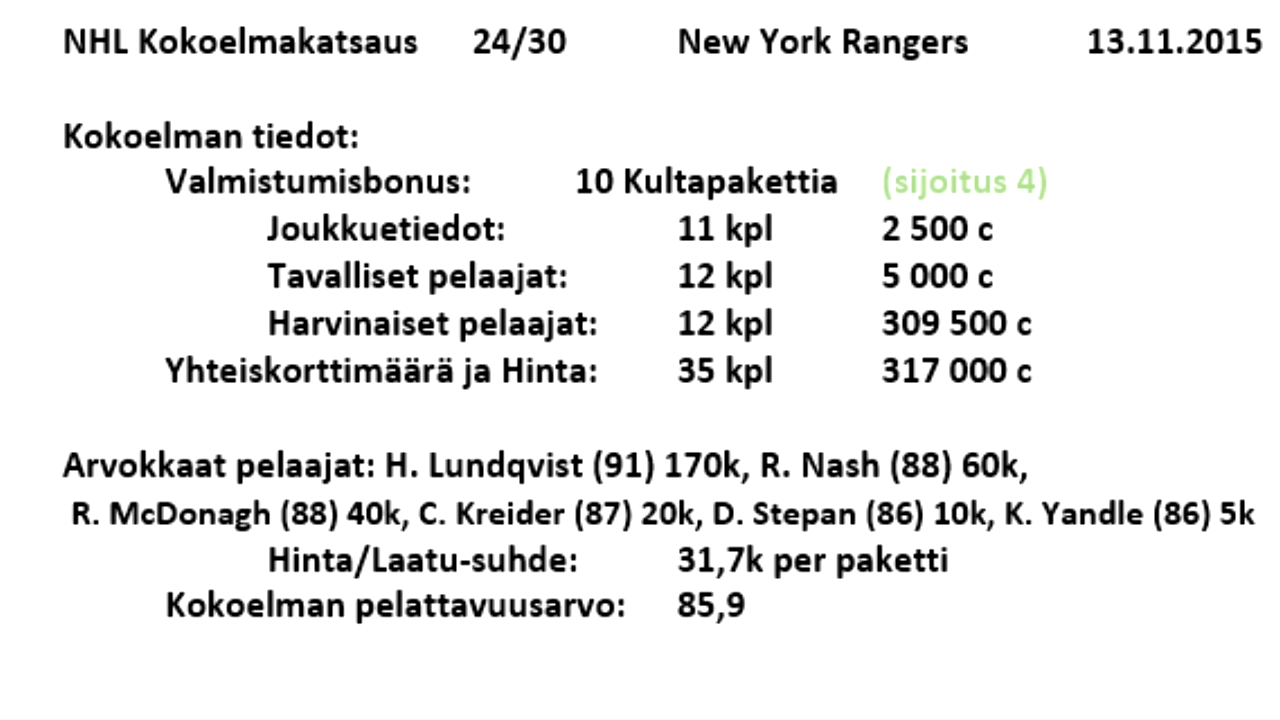 NHL Kokoelmakatsaus 24/30 New York Rangers 13.11.2015
Kokoelman tiedot:
Valmistumisbonus: 10 Kultapakettia (sijoitus 4)
Joukkuetiedot: 11 kpl 2 500 c
Tavalliset pelaajat: 12 kpl 5 000 c
Harvinaiset pelaajat: 12 kpl 309 500 c
Yhteiskorttimäärä ja Hinta: 35 kpl 317 000 c
Arvokkaat pelaajat: H. Lundqvist (91) 170k, R. Nash (88) 60k,
R. McDonagh (88) 40k, C. Kreider (87) 20k, D. Stepan (86) 10k, K. Yandle (86) 5k
Hinta/Laatu-suhde: 31,7k per paketti
Kokoelman pelattavuusarvo: 85,9